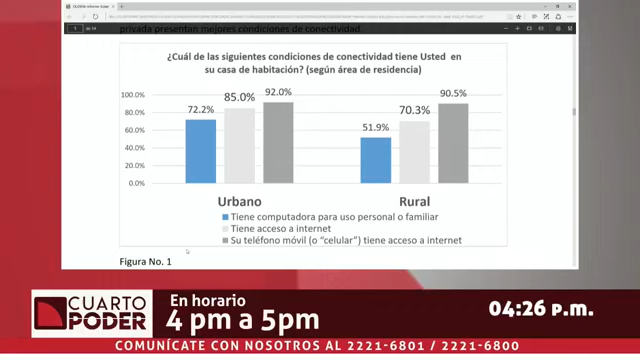 privada presentan mejores condiciones de conectividad
¿Cuál de las siguientes condiciones de conectividad tiene Usted en
su casa de habitación? (según área de residencia)
100.0%
80.0%
60.0%
40.0%
20.0%
0.0%
72.2%
85.0%
92.0%
51.9%
70.3%
90.5%
Urbano
Rural
Tiene computadora para uso personal o familiar
Tiene acceso a internet
Su teléfono móvil (o “celular”) tiene acceso a internet
Figura No. 1
CUARTO
PODER
En horario
4 pm a 5pm
04:26 p.m.
COMUNÍCATE CON NOSOTROS AL 2221-6801 / 2221-6800